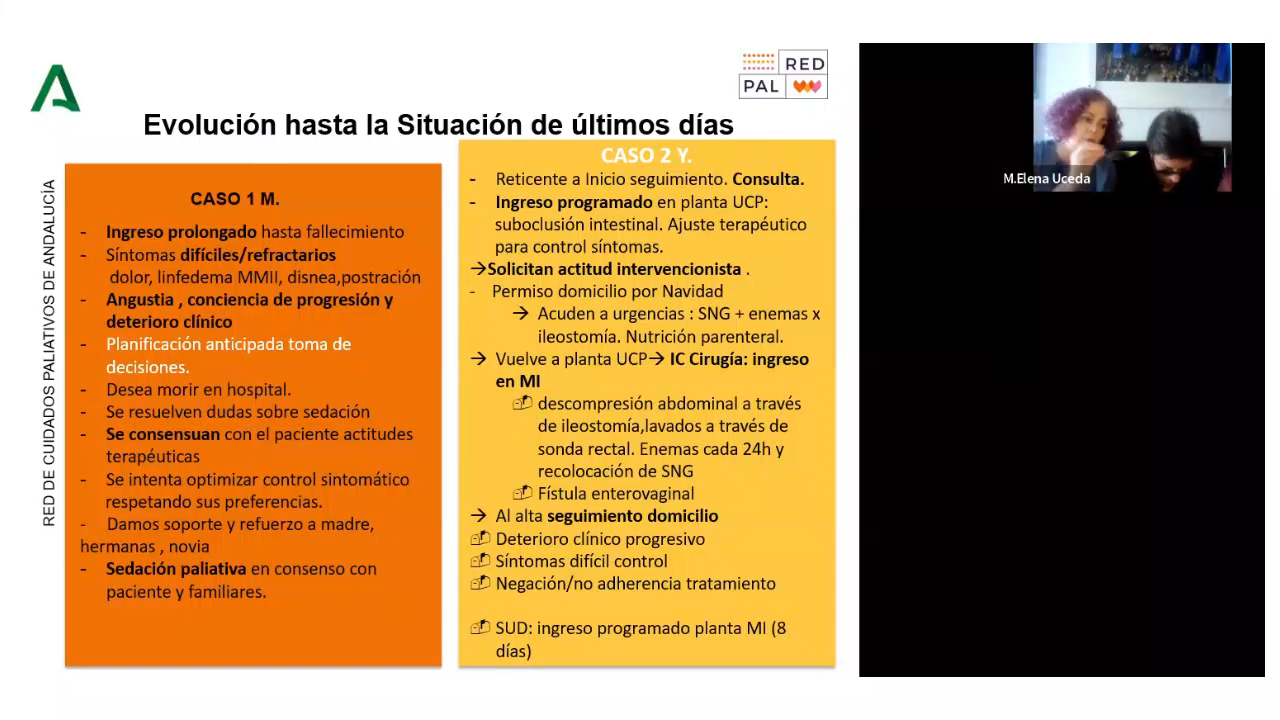 RED
PAL
Evolución hasta la Situación de últimos días
RED DE CUIDADOS PALIATIVOS DE ANDALUCÍA
CASO 1 M.
- Ingreso prolongado hasta fallecimiento
- Síntomas difíciles/refractarios
dolor, linfedema MMII, disnea,postración
- Angustia , conciencia de progresión y
deterioro clínico
- Planificación anticipada toma de
decisiones.
- Desea morir en hospital.
- Se resuelven dudas sobre sedación
- Se consensuan con el paciente actitudes
terapéuticas
- Se intenta optimizar control sintomático
respetando sus preferencias.
- Damos soporte y refuerzo a madre,
hermanas , novia
- Sedación paliativa en consenso con
paciente y familiares.
CASO 2 Y.
- Reticente a Inicio seguimiento. Consulta.
- Ingreso programado en planta UCP:
suboclusión intestinal. Ajuste terapéutico
para control síntomas.
→Solicitan actitud intervencionista .
- Permiso domicilio por Navidad
→ Acuden a urgencias : SNG + enemas x
ileostomía. Nutrición parenteral.
→ Vuelve a planta UCP→ IC Cirugía: ingreso
en MI
descompresión abdominal a través
de ileostomía,lavados a través de
sonda rectal. Enemas cada 24h y
recolocación de SNG
Fístula enterovaginal
→ Al alta seguimiento domicilio
Deterioro clínico progresivo
Síntomas difícil control
Negación/no adherencia tratamiento
SUD: ingreso programado planta MI (8
días)
M.Elena Uceda